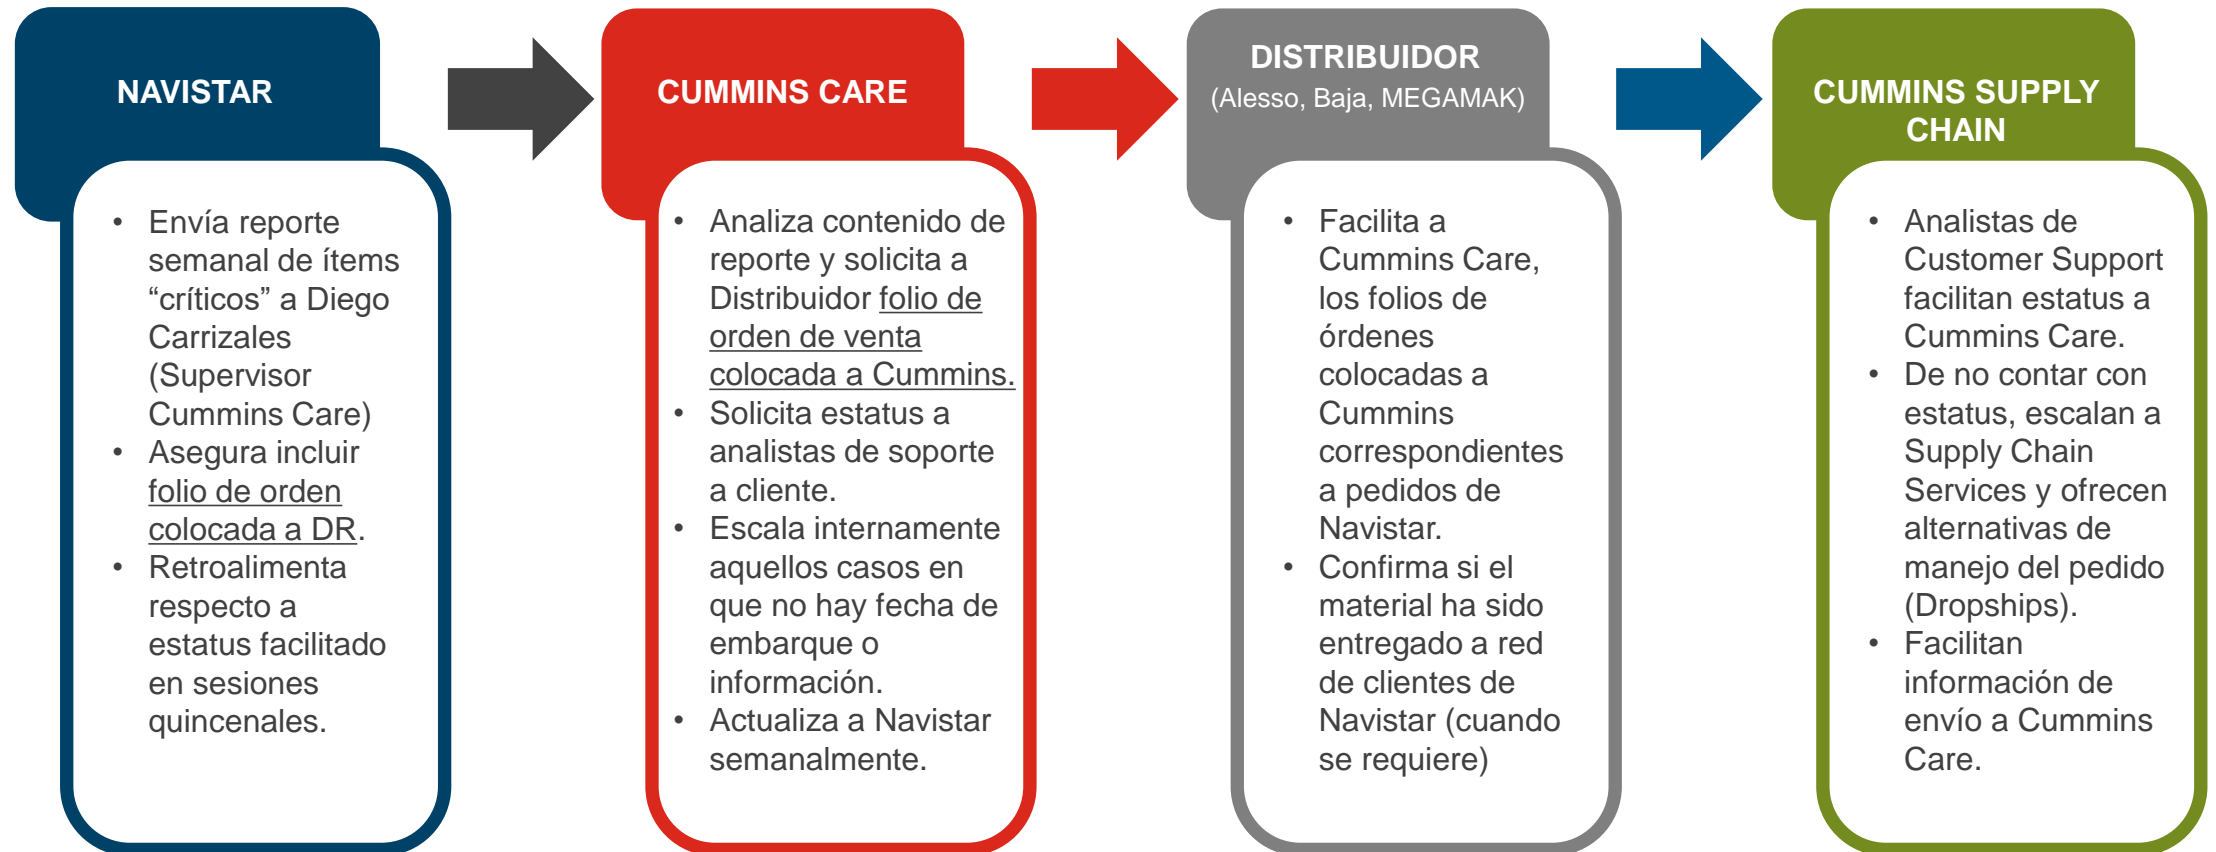 NAVISTAR
• Envía reporte
semanal de ítems
“críticos” a Diego
Carrizales
(Supervisor
Cummins Care)
• Asegura incluir
folio de orden
colocada a DR.
• Retroalimenta
respecto a
estatus facilitado
en sesiones
quincenales.
CUMMINS CARE
• Analiza contenido de
reporte y solicita a
Distribuidor folio de
orden de venta
colocada a Cummins.
• Solicita estatus a
analistas de soporte
a cliente.
• Escala internamente
aquellos casos en
que no hay fecha de
embarque o
información.
• Actualiza a Navistar
semanalmente.
DISTRIBUIDOR
(Alesso, Baja, MEGAMAK)
• Facilita a
Cummins Care,
los folios de
órdenes
colocadas a
Cummins
correspondientes
a pedidos de
Navistar.
• Confirma si el
material ha sido
entregado a red
de clientes de
Navistar (cuando
se requiere)
CUMMINS SUPPLY
CHAIN
• Analistas de
Customer Support
facilitan estatus a
Cummins Care.
• De no contar con
estatus, escalan a
Supply Chain
Services y ofrecen
alternativas de
manejo del pedido
(Dropships).
• Facilitan
información de
envío a Cummins
Care.